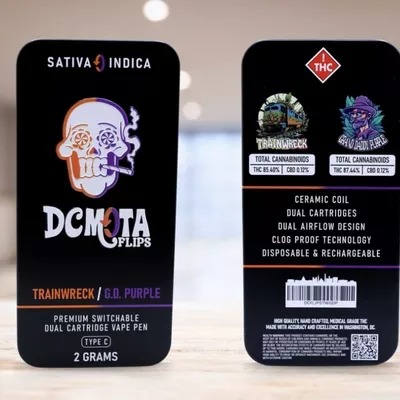 SATIVA INDICA
DCMOTA
FLIPS
TRAINWRECK / G.D. PURPLE
PREMIUM SWITCHABLE
DUAL CARTRIDGE VAPE PEN
TYPE C
2 GRAMS
!
THC
TRAINWRECK
GRAND DADDY PURPLE
TOTAL CANNABINOIDS
THC 85.40% CBD 0.12%
TOTAL CANNABINOIDS
THC 87.44% CBD 0.12%
CERAMIC COIL
DUAL CARTRIDGES
DUAL AIRFLOW DESIGN
CLOG PROOF TECHNOLOGY
DISPOSABLE & RECHARGEABLE
HIGH QUALITY, HAND CRAFTED, MEDICAL GRADE THC
MADE WITH ACCURACY AND EXCELLENCE IN WASHINGTON, DC.